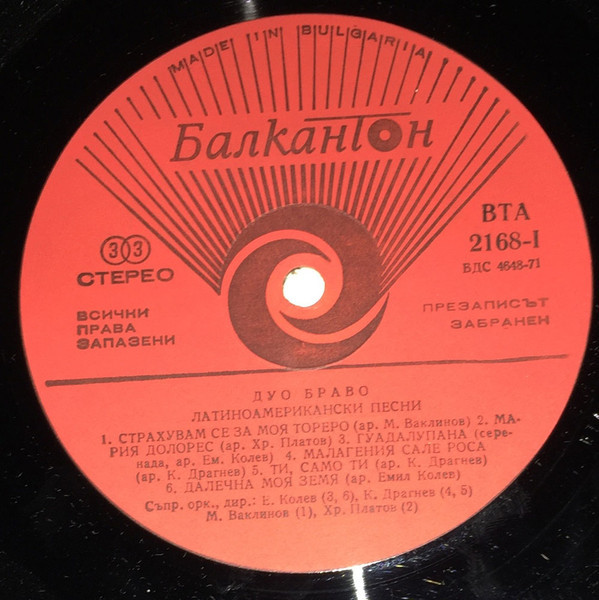 MADE IN BULGARIA
Балкантон
ВТА
2168-I
БДС 4648-71
33
СТЕРЕО
ВСИЧКИ
ПРАВА
ЗАПАЗЕНИ
ПРЕЗАПИСЪТ
ЗАБРАНЕН
ДУО БРАВО
ЛАТИНОАМЕРИКАНСКИ ПЕСНИ
1. СТРАХУВАМ СЕ ЗА МОЯ ТОРЕРО (ар. М. Ваклинов) 2. МА-
РИЯ ДОЛОРЕС (ар. Хр. Платов) 3. ГУАДАЛУПАНА (сере-
нада, ар. Ем. Колев) 4. МАЛАГЕНИЯ САЛЕ РОСА
(ар. К. Драгнев) 5. ТИ, САМО ТИ (ар. К. Драгнев)
6. ДАЛЕЧНА МОЯ ЗЕМЯ (ар. Емил Колев)
Съпр. орк., дир.: Е. Колев (3, 6), К. Драгнев (4, 5)
М. Ваклинов (1), Хр. Платов (2)